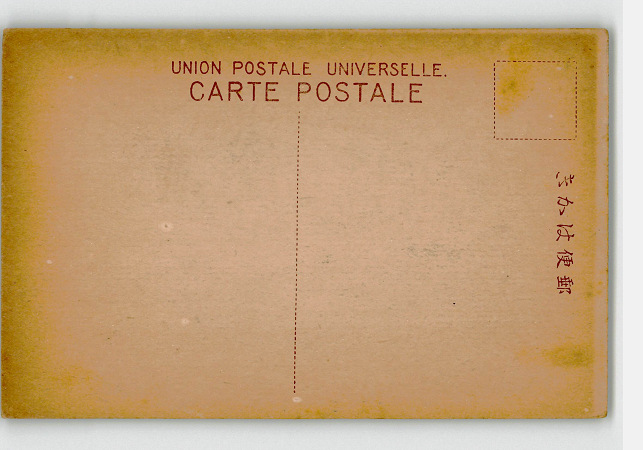 UNION POSTALE UNIVERSELLE.
CARTE POSTALE
郵便はかき